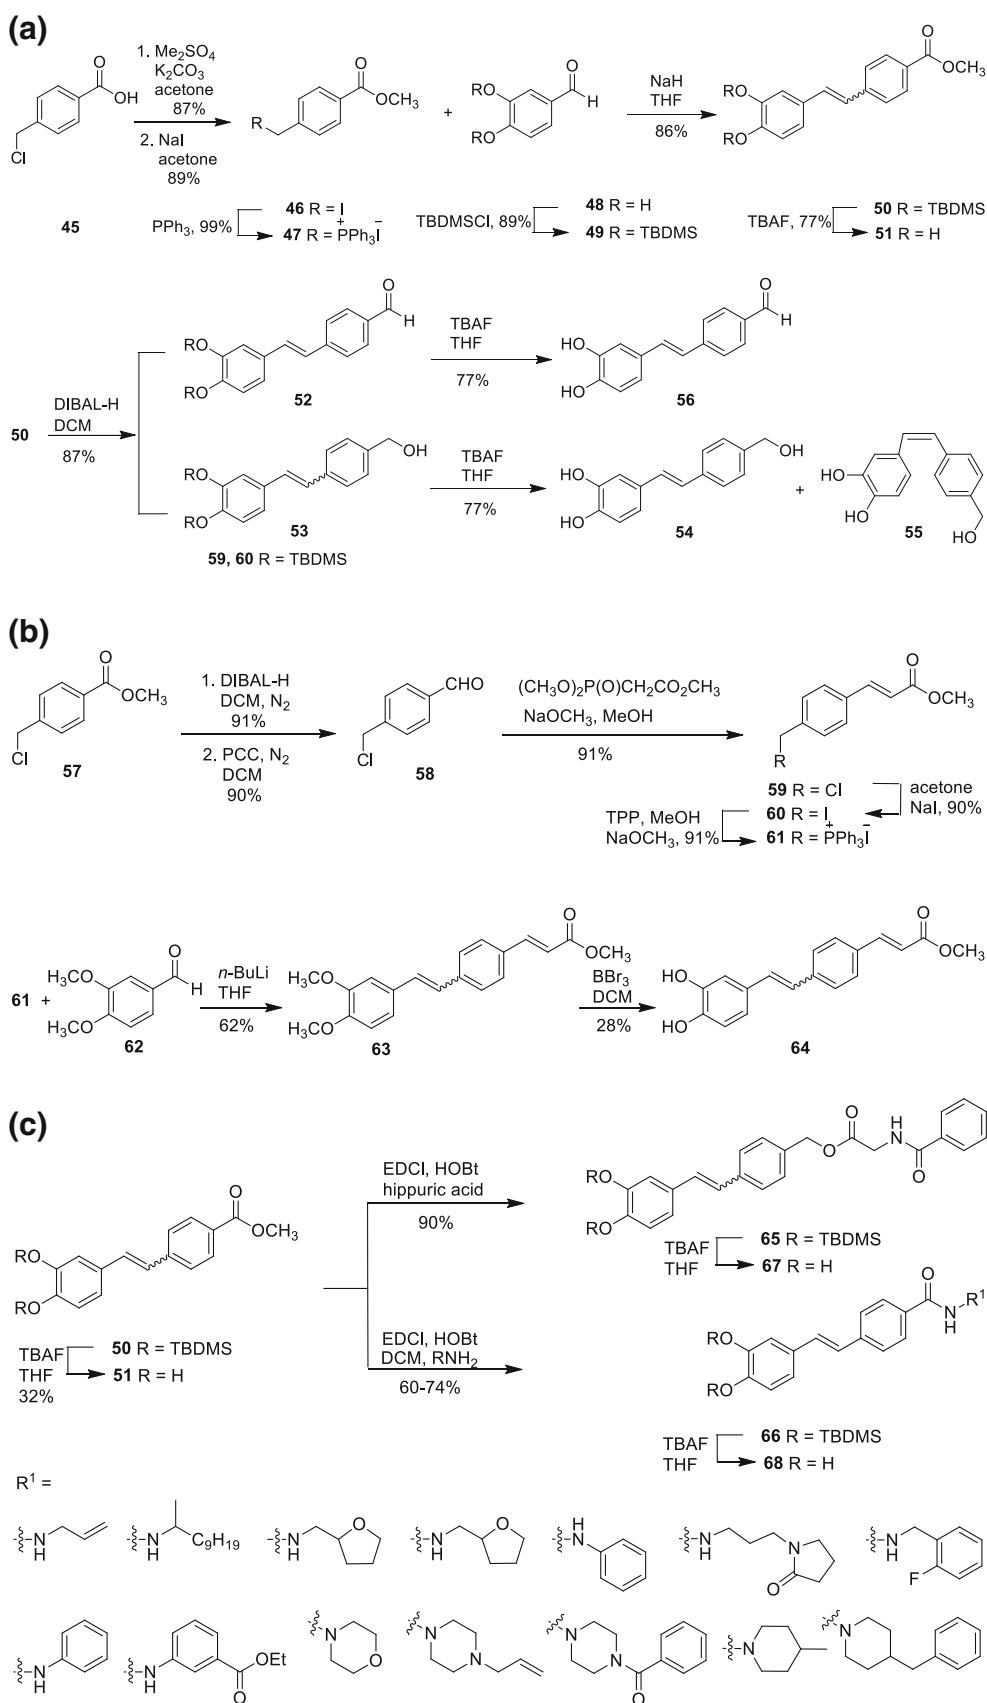 (a)
1. Me2SO4
K2CO3
acetone
87%
2. NaI
acetone
89%
O
OH
Cl
45
O
OCH3
R
46 R = I
47 R = PPh3I
+
−
PPh3, 99%
+
RO
RO
O
H
48 R = H
49 R = TBDMS
TBDMSCl, 89%
NaH
THF
86%
O
OCH3
RO
RO
50 R = TBDMS
51 R = H
TBAF, 77%
50
DIBAL-H
DCM
87%
O
H
RO
RO
52
TBAF
THF
77%
O
H
HO
HO
56
OH
RO
RO
53
59, 60 R = TBDMS
TBAF
THF
77%
OH
HO
HO
54
+
HO
HO
HO
55
(b)
O
OCH3
Cl
57
1. DIBAL-H
DCM, N2
91%
2. PCC, N2
DCM
90%
CHO
Cl
58
(CH3O)2P(O)CH2CO2CH3
NaOCH3, MeOH
91%
O
OCH3
R
59 R = Cl
60 R = I
61 R = PPh3I
+
−
acetone
NaI, 90%
TPP, MeOH
NaOCH3, 91%
61 +
H3CO
H3CO
O
H
62
n-BuLi
THF
62%
O
OCH3
H3CO
H3CO
63
BBr3
DCM
28%
O
OCH3
HO
HO
64
(c)
O
OCH3
RO
RO
50 R = TBDMS
51 R = H
TBAF
THF
32%
EDCI, HOBt
hippuric acid
90%
O
O
H
N
O
RO
RO
65 R = TBDMS
67 R = H
TBAF
THF
EDCI, HOBt
DCM, RNH2
60-74%
O
N
H
R1
RO
RO
66 R = TBDMS
68 R = H
TBAF
THF
R1 =
N
H
N
H
C9H19
N
H
O
N
H
O
H
N
N
H
N
O
N
H
F
N
H
N
H
OEt
O
N
O
N
N
N
N
O
N
N